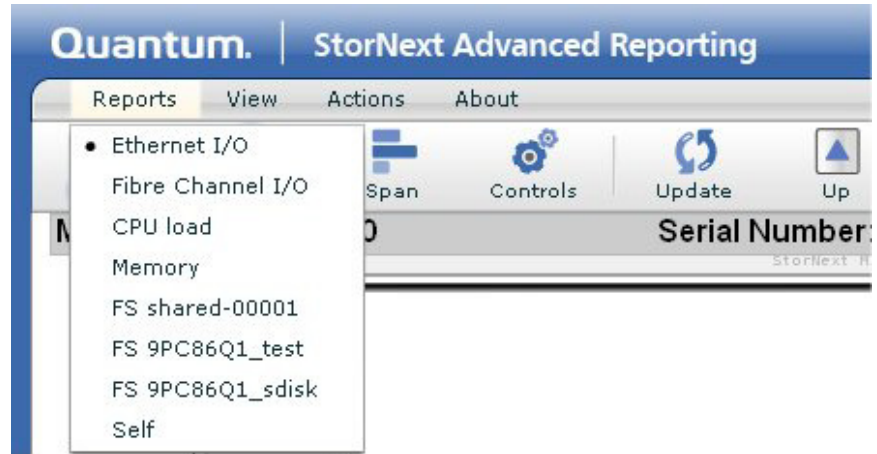 Quantum. | StorNext Advanced Reporting
Reports View Actions About
Span Controls Update Up
Serial Number:
StorNext
• Ethernet I/O
Fibre Channel I/O
CPU load
Memory
FS shared-00001
FS 9PC86Q1_test
FS 9PC86Q1_sdisk
Self